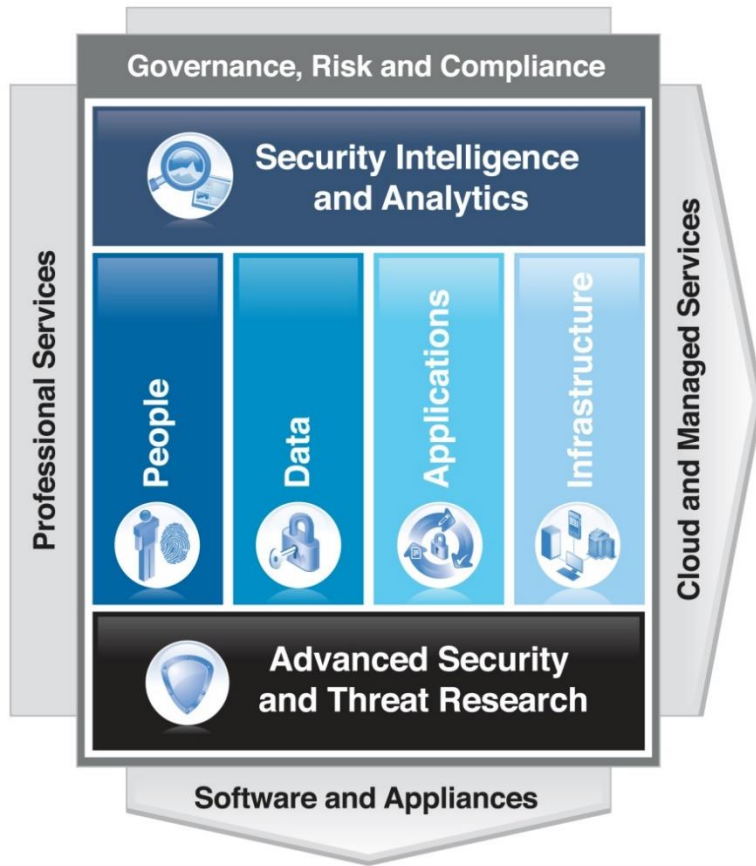 Governance, Risk and Compliance
Security Intelligence
and Analytics
Professional Services
People
Data
Applications
Infrastructure
Cloud and Managed Services
Advanced Security
and Threat Research
Software and Appliances